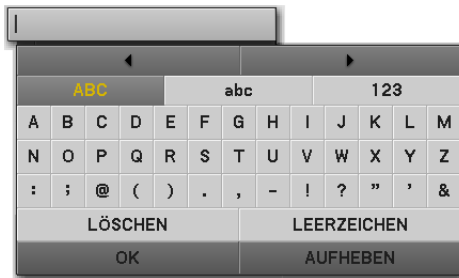 ABC abc 123
A B C D E F G H I J K L M
N O P Q R S T U V W X Y Z
: ; @ ( ) . , - ! ? " ' &
LÖSCHEN LEERZEICHEN
OK AUFHEBEN